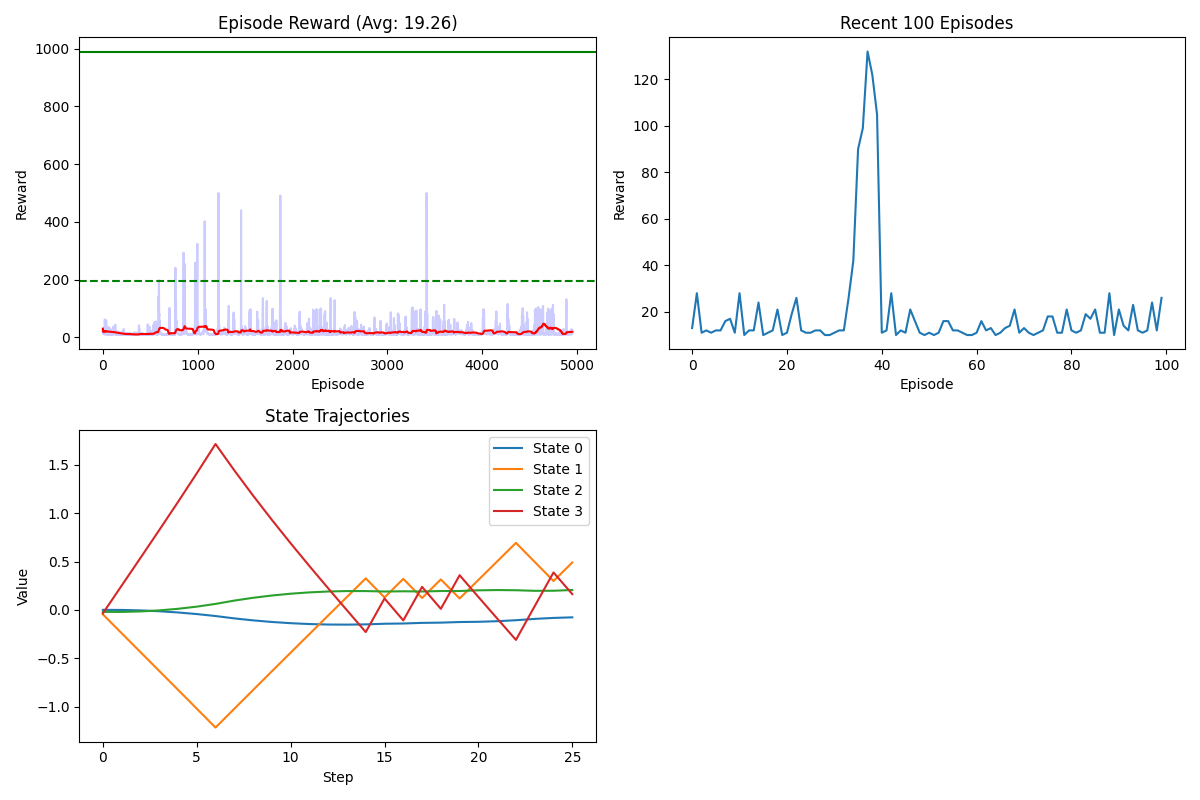 Episode Reward (Avg: 19.26)
1000
800
600
400
200
0
Reward
0
1000
2000
3000
4000
5000
Episode
Recent 100 Episodes
120
100
80
60
40
20
Reward
0
20
40
60
80
100
Episode
State Trajectories
State 0
State 1
State 2
State 3
1.5
1.0
0.5
0.0
−0.5
−1.0
Value
0
5
10
15
20
25
Step